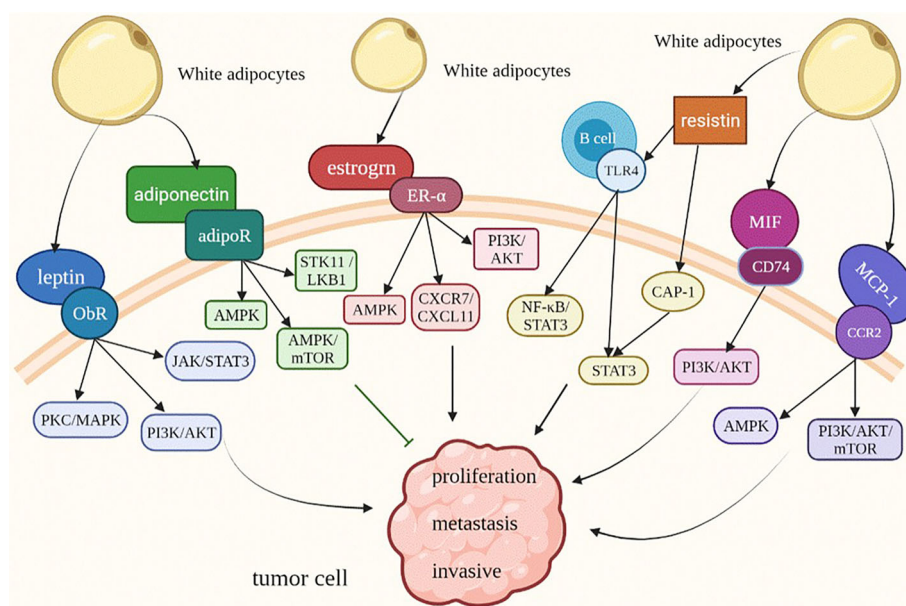 White adipocytes
White adipocytes
White adipocytes
resistin
B cell
TLR4
estrogrn
ER-α
adiponectin
adipoR
MIF
CD74
leptin
ObR
MCP-1
CCR2
STK11 /
LKB1
AMPK
AMPK/
mTOR
PI3K/
AKT
AMPK
CXCR7/
CXCL11
NF-κB/
STAT3
CAP-1
STAT3
JAK/STAT3
PKC/MAPK
PI3K/AKT
PI3K/AKT
AMPK
PI3K/AKT/
mTOR
proliferation
metastasis
invasive
tumor cell